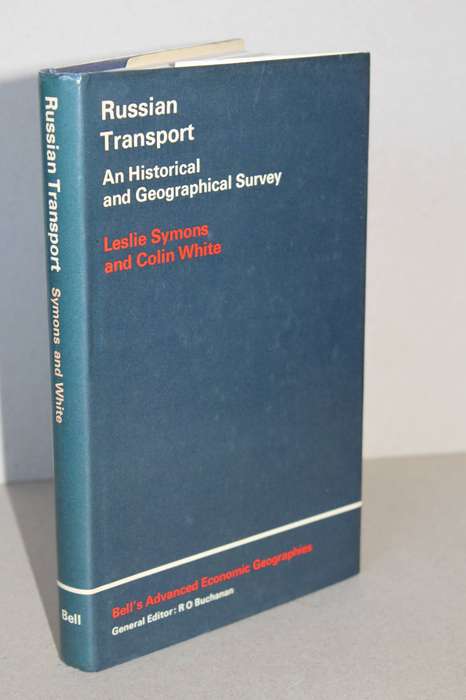 Russian
Transport
An Historical
and Geographical Survey
Leslie Symons
and Colin White
Bell's Advanced Economic Geographies
General Editor: R O Buchanan
Russian Transport Symons and White
Bell